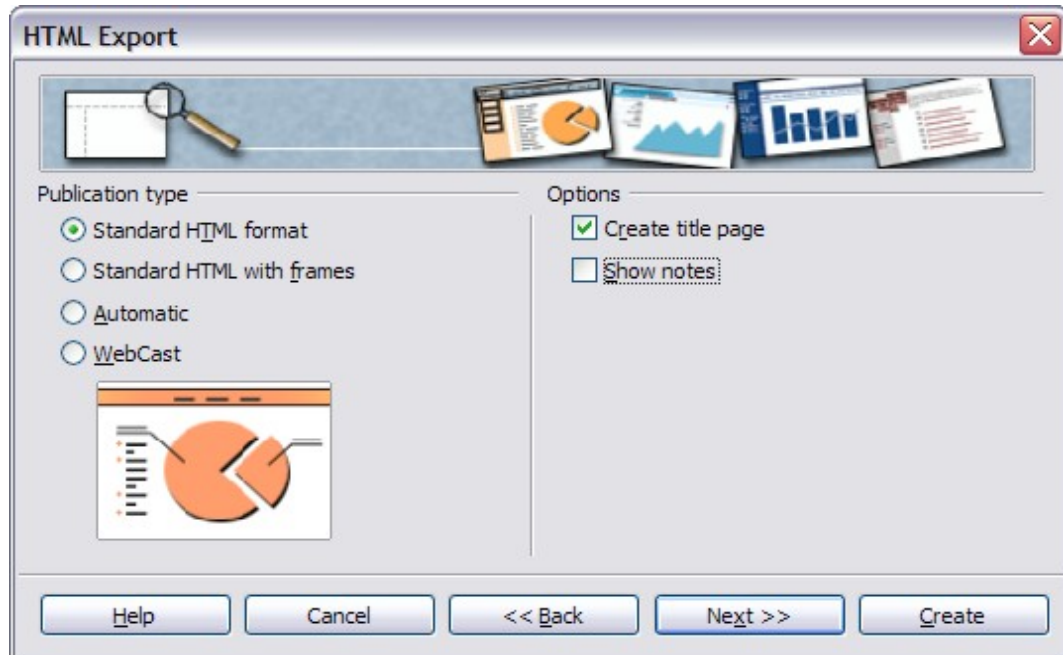 HTML Export
Publication type
Standard HTML format
Standard HTML with frames
Automatic
WebCast
Options
Create title page
Show notes
Help
Cancel
<< Back
Next >>
Create